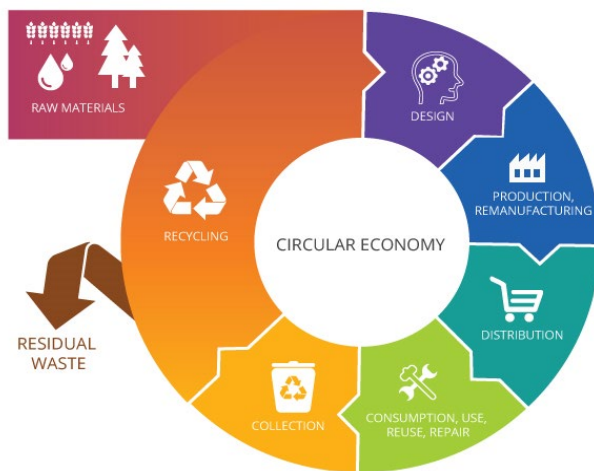 RAW MATERIALS
DESIGN
PRODUCTION,
REMANUFACTURING
RECYCLING
CIRCULAR ECONOMY
DISTRIBUTION
RESIDUAL
WASTE
COLLECTION
CONSUMPTION, USE,
REUSE, REPAIR